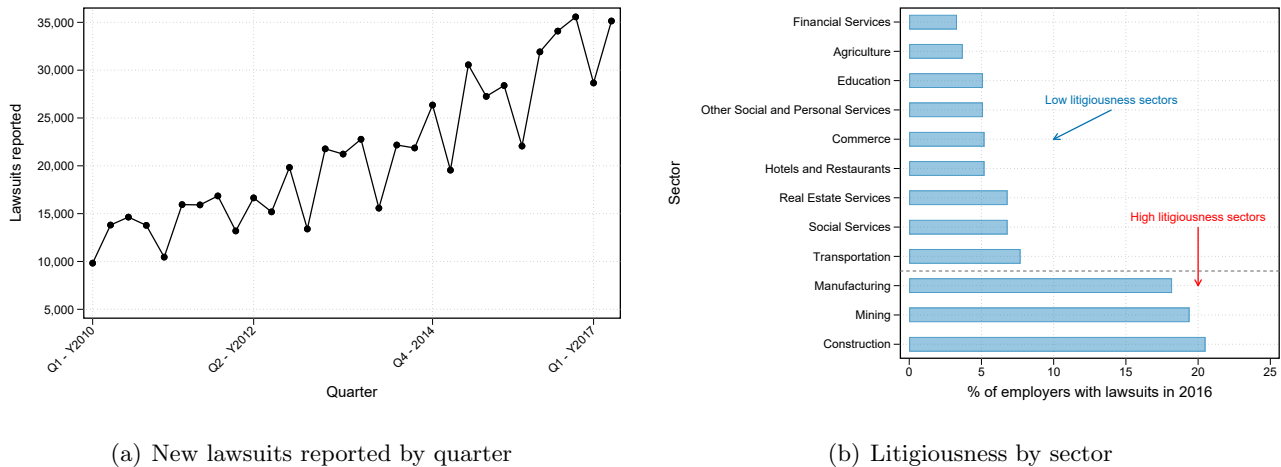 35,000
30,000
25,000
20,000
15,000
10,000
5,000
Lawsuits reported
Q1 - Y2010
Q2 - Y2012
Q4 - 2014
Q1 - Y2017
Quarter
(a) New lawsuits reported by quarter
Sector
Financial Services
Agriculture
Education
Other Social and Personal Services
Commerce
Hotels and Restaurants
Real Estate Services
Social Services
Transportation
Manufacturing
Mining
Construction
Low litigiousness sectors
High litigiousness sectors
0 5 10 15 20 25
% of employers with lawsuits in 2016
(b) Litigiousness by sector